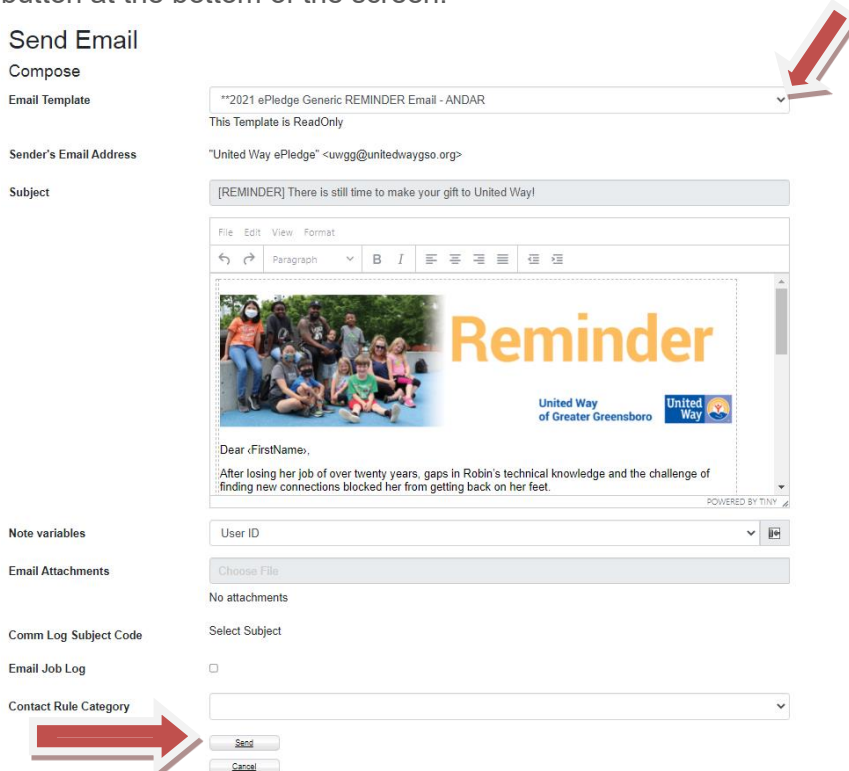 button at the bottom of the screen.
Send Email
Compose
Email Template
**2021 ePledge Generic REMINDER Email - ANDAR
This Template is ReadOnly
Sender's Email Address
"United Way ePledge" <uwgg@unitedwaygso.org>
Subject
[REMINDER] There is still time to make your gift to United Way!
File Edit View Format
Paragraph B I
Reminder
United Way
of Greater Greensboro
United
Way
Dear ‹FirstName›,
After losing her job of over twenty years, gaps in Robin's technical knowledge and the challenge of
finding new connections blocked her from getting back on her feet.
POWERED BY TINY
Note variables
User ID
Email Attachments
Choose File
No attachments
Comm Log Subject Code
Select Subject
Email Job Log
Contact Rule Category
Send
Cancel